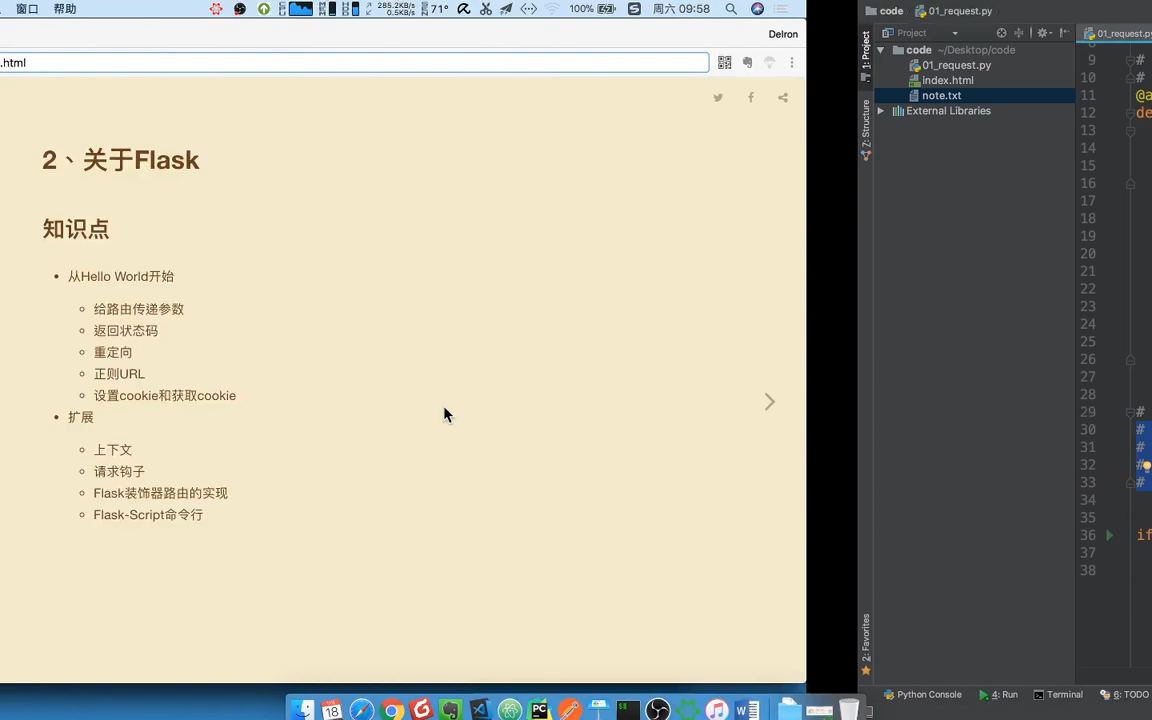 窗口 帮助
285.2KB/s
0.5KB/s
71°
100%
周六 09:58
Delron
.html
2、关于Flask
知识点
从Hello World开始
给路由传递参数
返回状态码
重定向
正则URL
设置cookie和获取cookie
扩展
上下文
请求钩子
Flask装饰器路由的实现
Flask-Script命令行
18
code 01_request.py
1: Project
Project
01_request.py
code ~/Desktop/code
01_request.py
index.html
note.txt
External Libraries
7: Structure
2: Favorites
9 #
10 #
11 @a
12 de
13
14
15
16
17
18
19
20
21
22
23
24
25
26
27
28
29 #
30 #
31 #
32 #
33 #
34
35
36 if
37
38
Python Console 4: Run Terminal 6: TODO